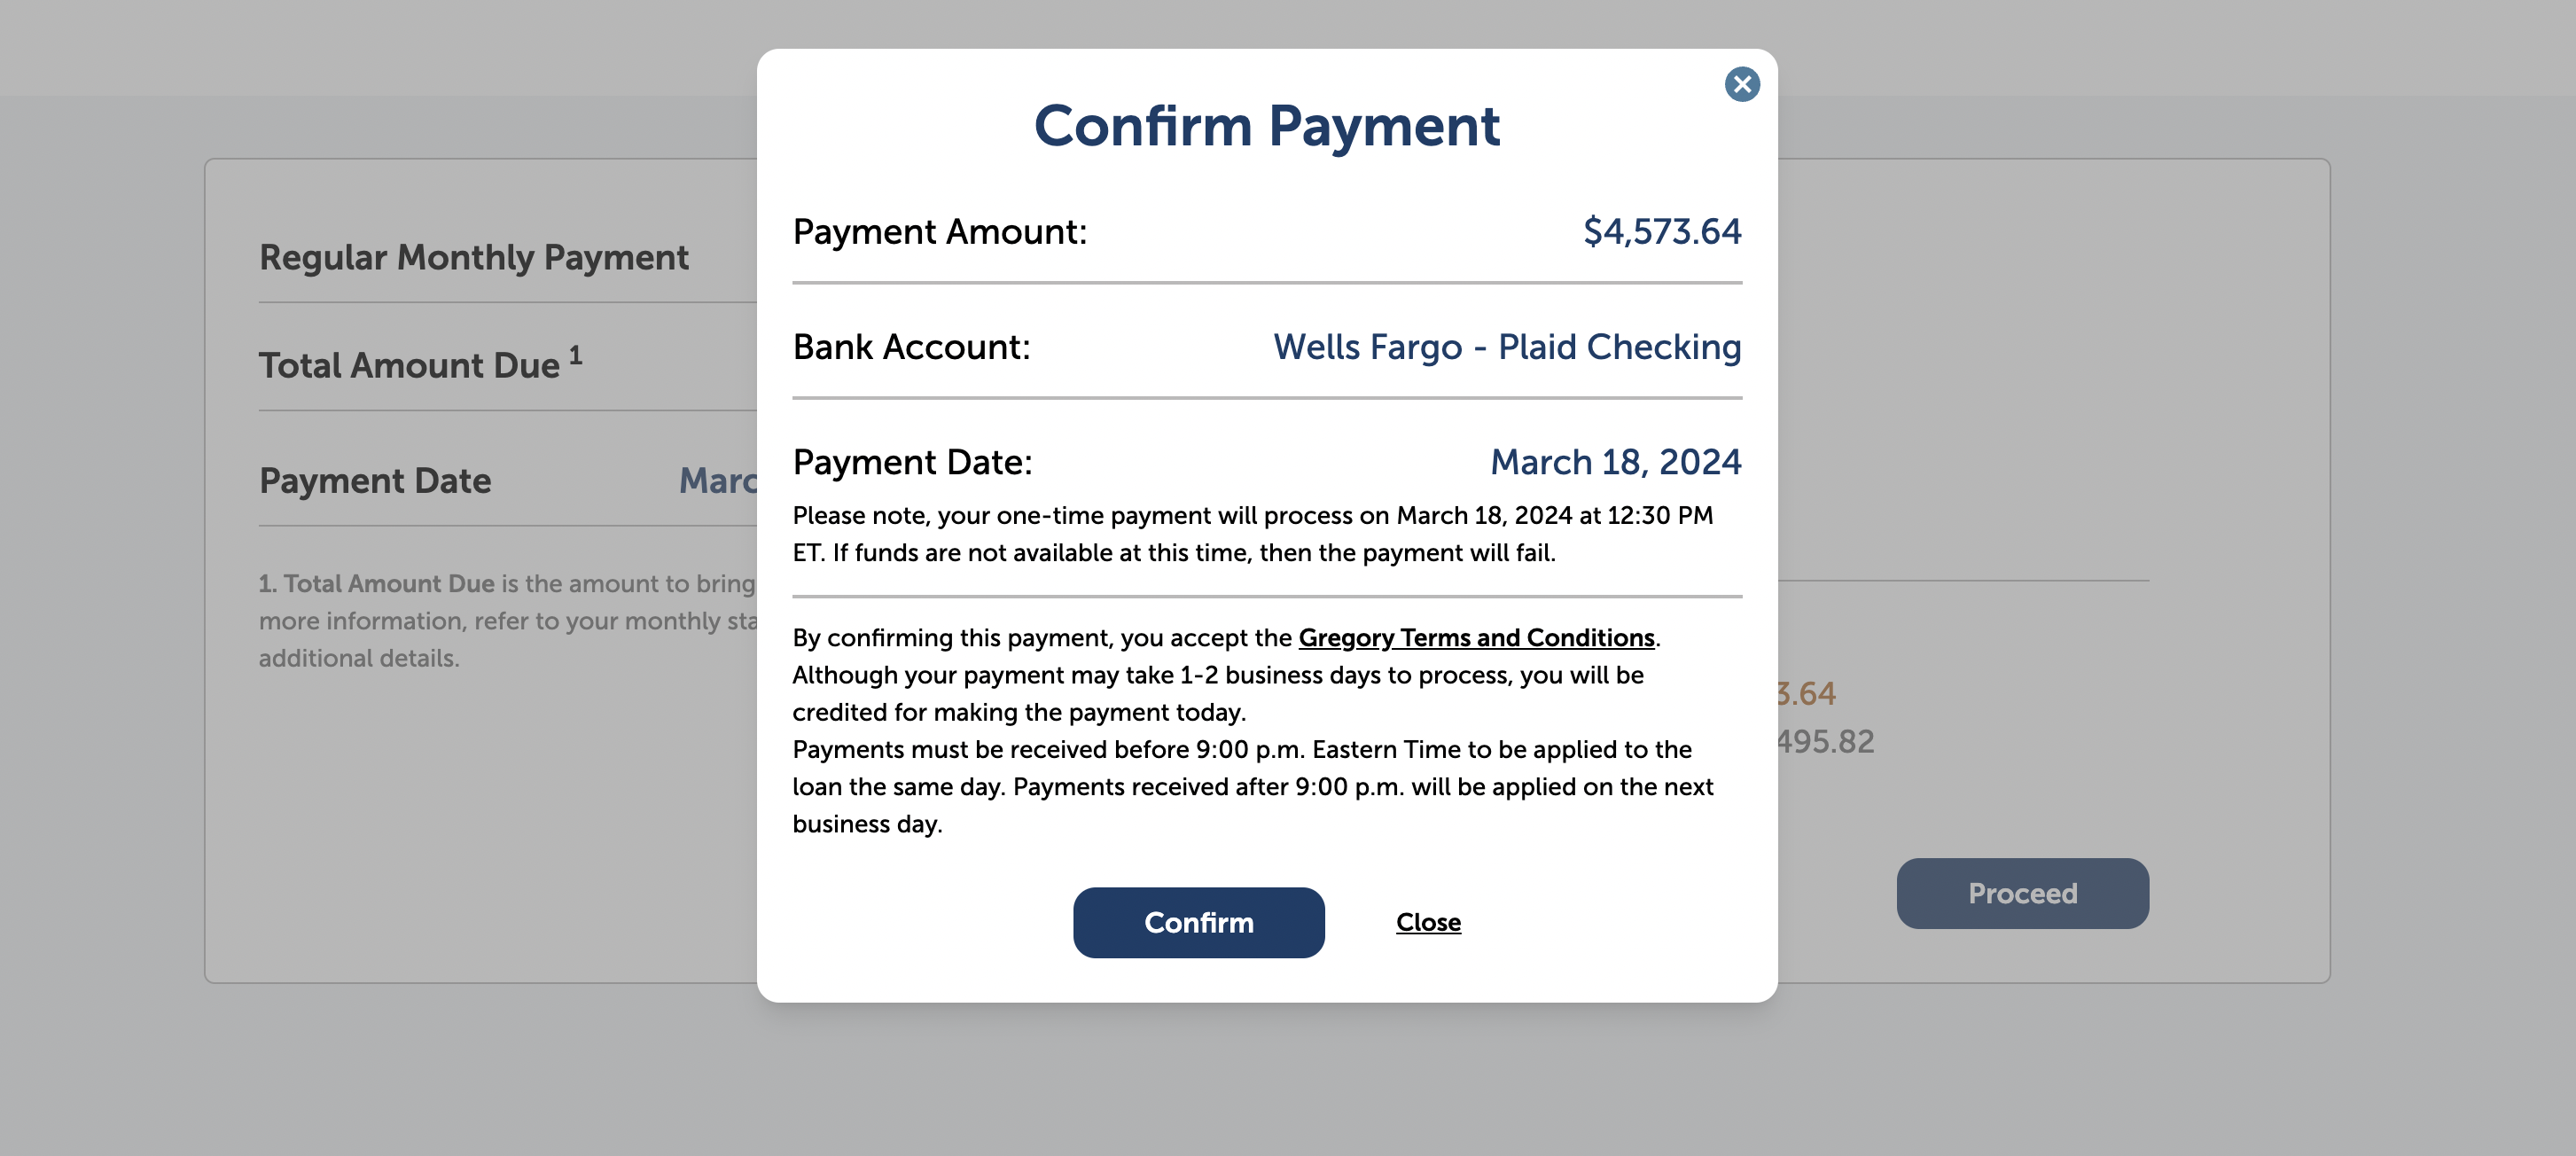 Confirm Payment
Payment Amount: $4,573.64
Bank Account: Wells Fargo - Plaid Checking
Payment Date: March 18, 2024
Please note, your one-time payment will process on March 18, 2024 at 12:30 PM
ET. If funds are not available at this time, then the payment will fail.
By confirming this payment, you accept the Gregory Terms and Conditions.
Although your payment may take 1-2 business days to process, you will be
credited for making the payment today.
Payments must be received before 9:00 p.m. Eastern Time to be applied to the
loan the same day. Payments received after 9:00 p.m. will be applied on the next
business day.
Confirm Close
Regular Monthly Payment
Total Amount Due 1
Payment Date
1. Total Amount Due is the amount to bring
more information, refer to your monthly
additional details.
3.64
495.82
Proceed